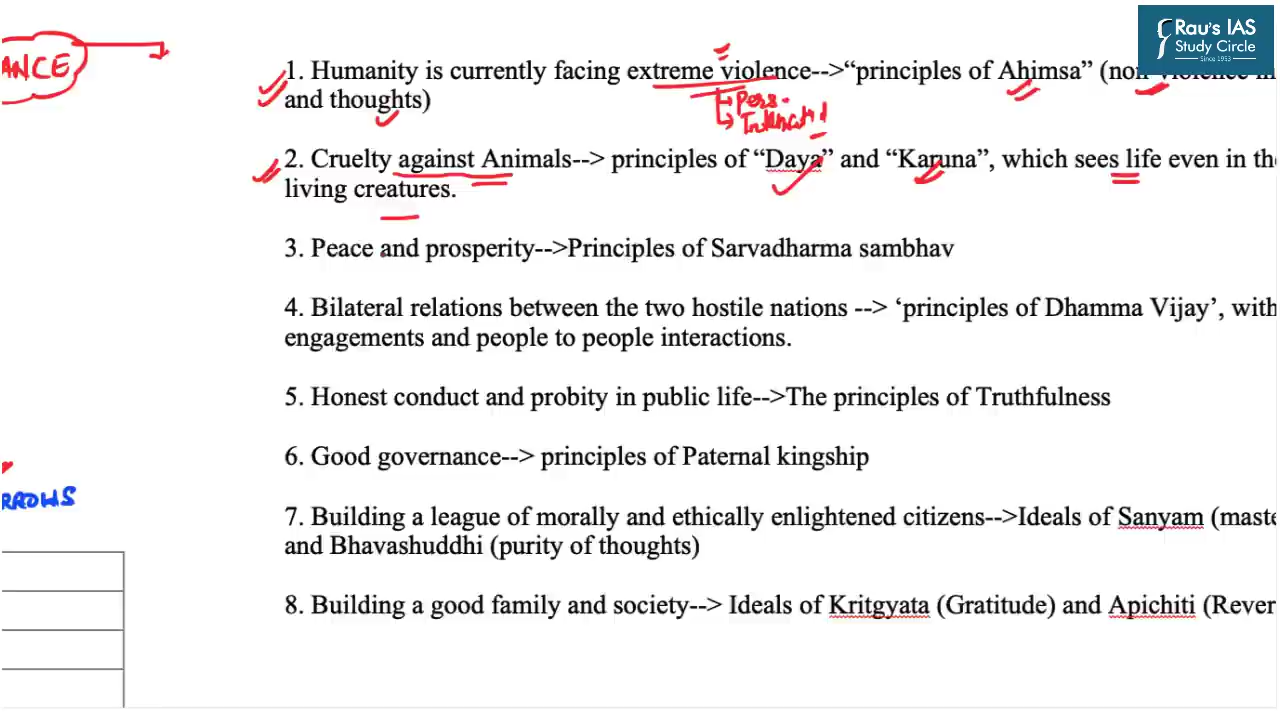 Rau's IAS
Study Circle
Since 1953
ANCE
1. Humanity is currently facing extreme violence-->“principles of Ahimsa” (non
and thoughts)
Pers.
2. Cruelty against Animals--> principles of “Daya” and “Karuna”, which sees life even in the
living creatures.
3. Peace and prosperity-->Principles of Sarvadharma sambhav
4. Bilateral relations between the two hostile nations --> ‘principles of Dhamma Vijay’, with
engagements and people to people interactions.
5. Honest conduct and probity in public life-->The principles of Truthfulness
6. Good governance--> principles of Paternal kingship
RROWS
7. Building a league of morally and ethically enlightened citizens-->Ideals of Sanyam (maste
and Bhavashuddhi (purity of thoughts)
8. Building a good family and society--> Ideals of Kritgyata (Gratitude) and Apichiti (Rever